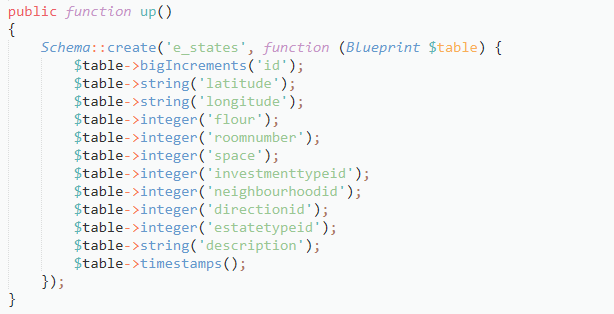 public function up()
{
    Schema::create('e_states', function (Blueprint $table) {
        $table->bigIncrements('id');
        $table->string('latitude');
        $table->string('longitude');
        $table->integer('flour');
        $table->integer('roomnumber');
        $table->integer('space');
        $table->integer('investmenttypeid');
        $table->integer('neighbourhoodid');
        $table->integer('directionid');
        $table->integer('estatetypeid');
        $table->string('description');
        $table->timestamps();
    });
}